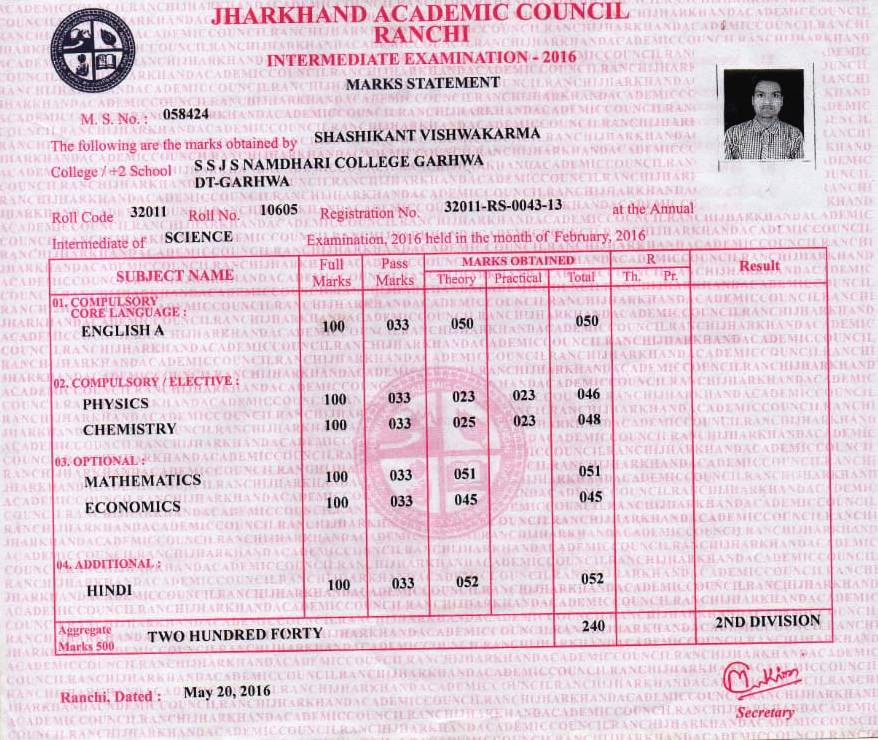 JHARKHAND ACADEMIC COUNCIL
RANCHI
INTERMEDIATE EXAMINATION - 2016
MARKS STATEMENT
M. S. No. : 058424
The following are the marks obtained by SHASHIKANT VISHWAKARMA
College / +2 School S S J S NAMDHARI COLLEGE GARHWA
DT-GARHWA
Roll Code 32011 Roll No. 10605 Registration No. 32011-RS-0043-13 at the Annual
Intermediate of SCIENCE Examination, 2016 held in the month of February, 2016
SUBJECT NAME Full Marks Pass Marks MARKS OBTAINED R Result
Theory Practical Total Th. Pr.
01. COMPULSORY
CORE LANGUAGE :
ENGLISH A 100 033 050 050
02. COMPULSORY / ELECTIVE :
PHYSICS 100 033 023 023 046
CHEMISTRY 100 033 025 023 048
03. OPTIONAL :
MATHEMATICS 100 033 051 051
ECONOMICS 100 033 045 045
04. ADDITIONAL :
HINDI 100 033 052 052
Aggregate Marks 500 TWO HUNDRED FORTY 240 2ND DIVISION
Ranchi, Dated : May 20, 2016
Secretary